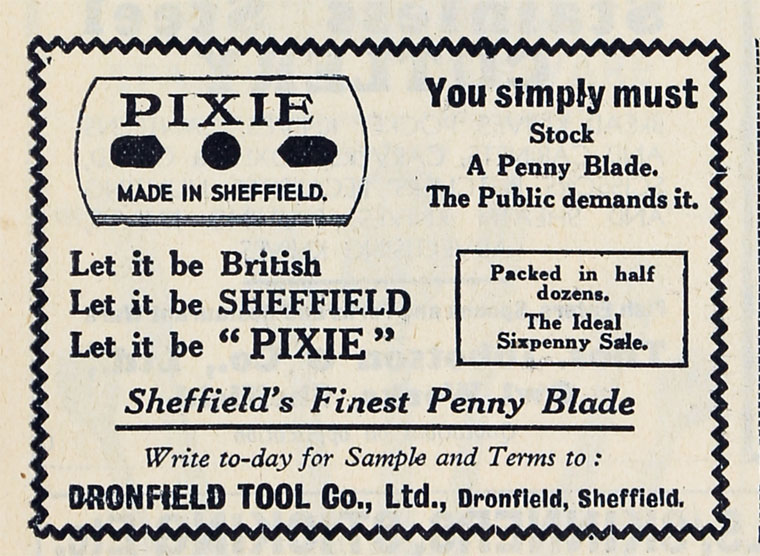 PIXIE
MADE IN SHEFFIELD.
You simply must
Stock
A Penny Blade.
The Public demands it.
Let it be British
Let it be SHEFFIELD
Let it be “PIXIE”
Packed in half
dozens.
The Ideal
Sixpenny Sale.
Sheffield's Finest Penny Blade
Write to-day for Sample and Terms to :
DRONFIELD TOOL Co., Ltd., Dronfield, Sheffield.